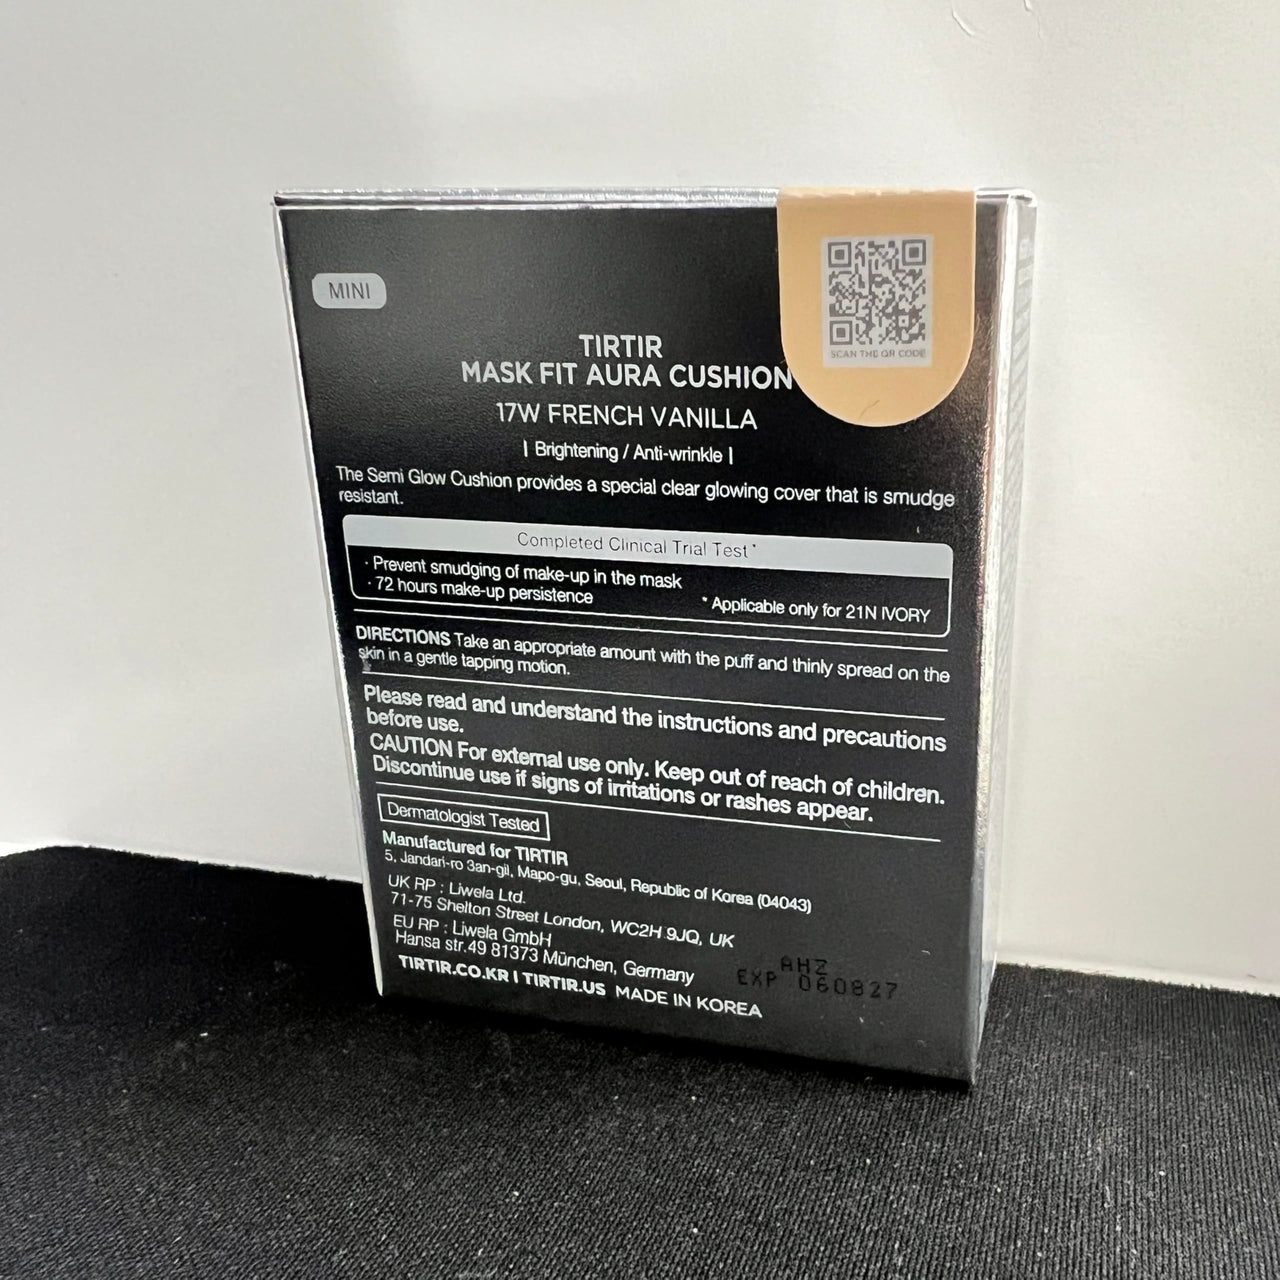 MINI
SCAN THE QR CODE
TIRTIR
MASK FIT AURA CUSHION
17W FRENCH VANILLA
| Brightening / Anti-wrinkle |
The Semi Glow Cushion provides a special clear glowing cover that is smudge
resistant.
Completed Clinical Trial Test*
· Prevent smudging of make-up in the mask
· 72 hours make-up persistence
* Applicable only for 21N IVORY
DIRECTIONS Take an appropriate amount with the puff and thinly spread on the
skin in a gentle tapping motion.
Please read and understand the instructions and precautions
before use.
CAUTION For external use only. Keep out of reach of children.
Discontinue use if signs of irritations or rashes appear.
Dermatologist Tested
Manufactured for TIRTIR
5, Jandari-ro 3an-gil, Mapo-gu, Seoul, Republic of Korea (04043)
UK RP : Liwela Ltd.
71-75 Shelton Street London, WC2H 9JQ, UK
EU RP : Liwela GmbH
Hansa str.49 81373 München, Germany
TIRTIR.CO.KR | TIRTIR.US MADE IN KOREA
AHZ
EXP 060827